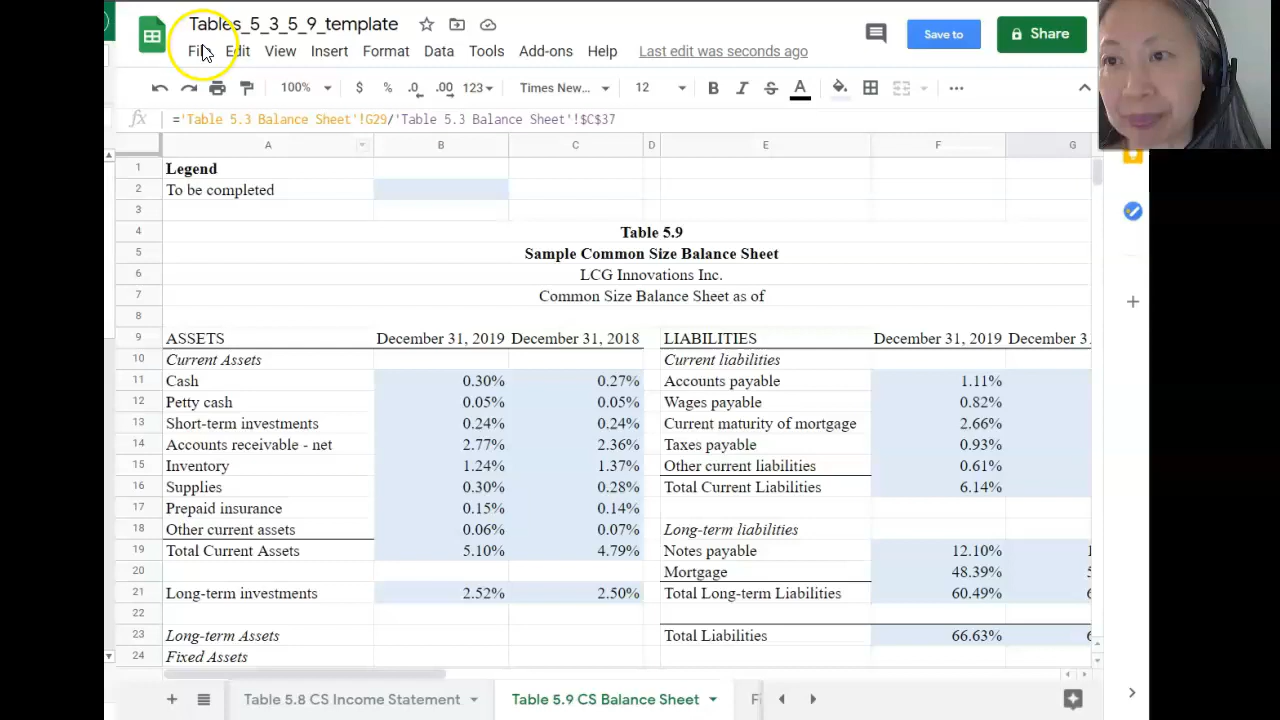 Tables_5_3_5_9_template
File Edit View Insert Format Data Tools Add-ons Help Last edit was seconds ago
Save to
Share
100% $ % .0 .00 123 Times New... 12 B I S A
fx ='Table 5.3 Balance Sheet'!G29/'Table 5.3 Balance Sheet'!$C$37
A B C D E F G
1 Legend
2 To be completed
3
4 Table 5.9
5 Sample Common Size Balance Sheet
6 LCG Innovations Inc.
7 Common Size Balance Sheet as of
8
9 ASSETS December 31, 2019 December 31, 2018 LIABILITIES December 31, 2019 December 3
10 Current Assets Current liabilities
11 Cash 0.30% 0.27% Accounts payable 1.11%
12 Petty cash 0.05% 0.05% Wages payable 0.82%
13 Short-term investments 0.24% 0.24% Current maturity of mortgage 2.66%
14 Accounts receivable - net 2.77% 2.36% Taxes payable 0.93%
15 Inventory 1.24% 1.37% Other current liabilities 0.61%
16 Supplies 0.30% 0.28% Total Current Liabilities 6.14%
17 Prepaid insurance 0.15% 0.14%
18 Other current assets 0.06% 0.07% Long-term liabilities
19 Total Current Assets 5.10% 4.79% Notes payable 12.10% 1
20 Mortgage 48.39% 5
21 Long-term investments 2.52% 2.50% Total Long-term Liabilities 60.49% 6
22
23 Long-term Assets Total Liabilities 66.63% 6
24 Fixed Assets
Table 5.8 CS Income Statement Table 5.9 CS Balance Sheet